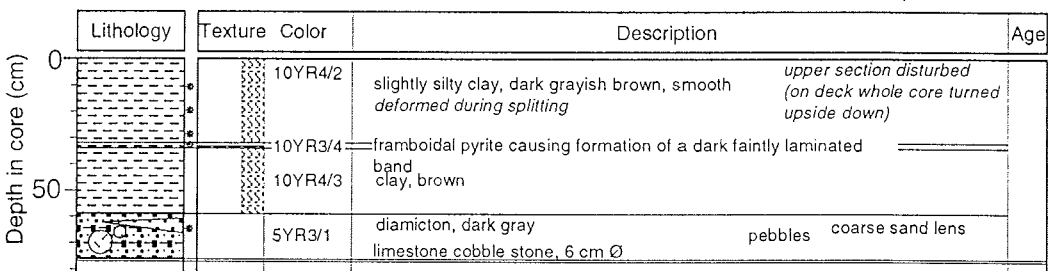 Lithology Texture Color Description Age
Depth in core (cm)
0
10YR4/2
slightly silty clay, dark grayish brown, smooth
deformed during splitting
upper section disturbed
(on deck whole core turned
upside down)
10YR3/4
framboidal pyrite causing formation of a dark faintly laminated
band
50
10YR4/3
clay, brown
5YR3/1
diamicton, dark gray
pebbles coarse sand lens
limestone cobble stone, 6 cm Ø